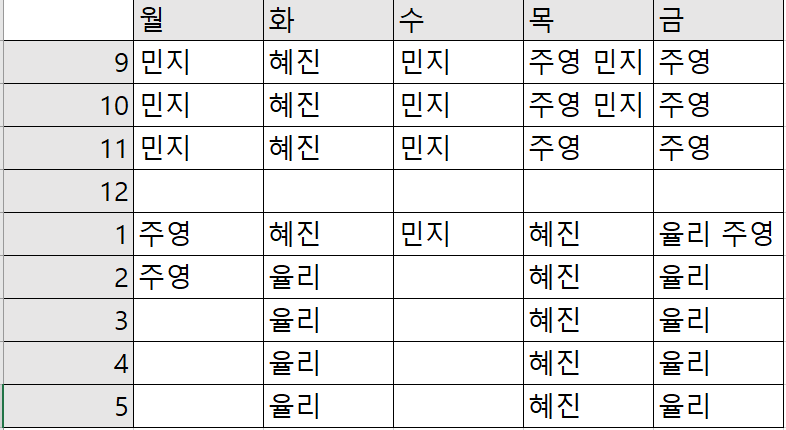 월 화 수 목 금
9 민지 혜진 민지 주영 민지 주영
10 민지 혜진 민지 주영 민지 주영
11 민지 혜진 민지 주영 주영
12
1 주영 혜진 민지 혜진 율리 주영
2 주영 율리 혜진 율리
3 율리 혜진 율리
4 율리 혜진 율리
5 율리 혜진 율리